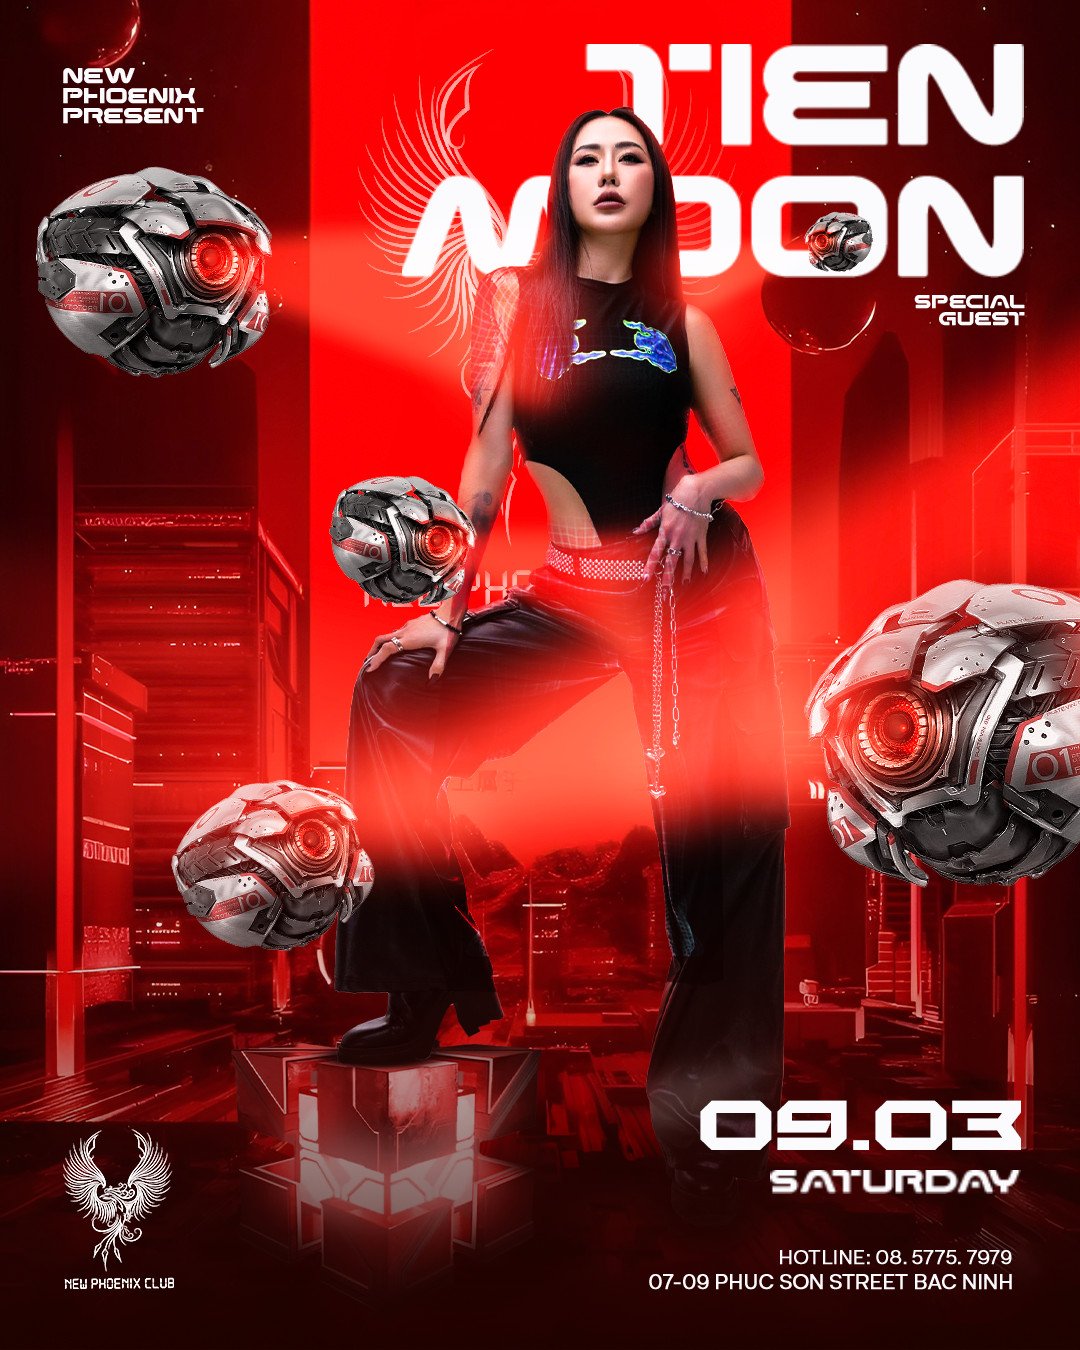 NEW
PHOENIX
PRESENT
TIEN
MOON
SPECIAL
GUEST
09.03
SATURDAY
NEW PHOENIX CLUB
HOTLINE: 08. 5775. 7979
07-09 PHUC SON STREET BAC NINH